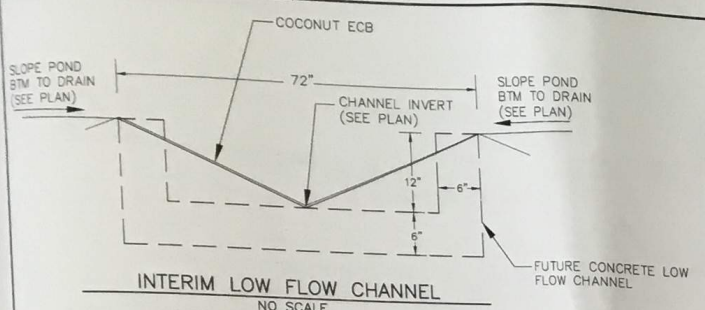 COCONUT ECB
72"
SLOPE POND
BTM TO DRAIN
(SEE PLAN)
SLOPE POND
BTM TO DRAIN
(SEE PLAN)
CHANNEL INVERT
(SEE PLAN)
12"
6"
6"
FUTURE CONCRETE LOW
FLOW CHANNEL
INTERIM LOW FLOW CHANNEL
NO SCALE